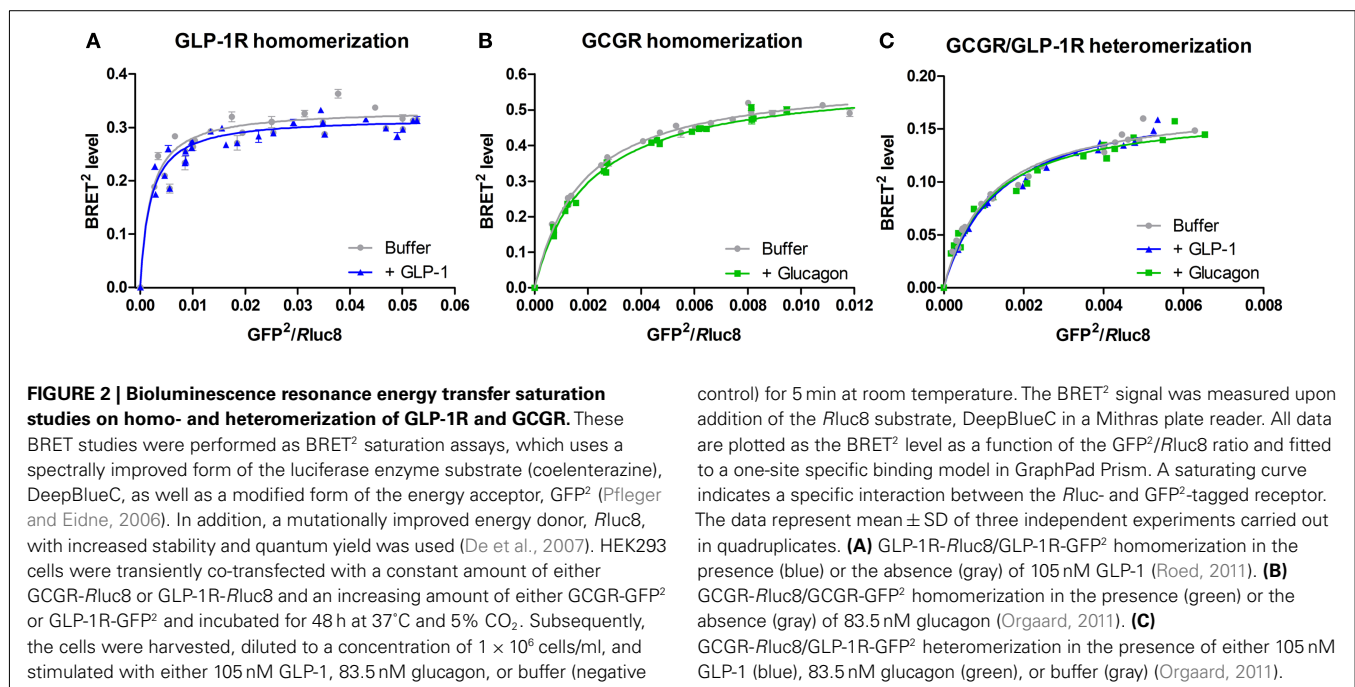 A
GLP-1R homomerization
BRET² level
0.4
0.3
0.2
0.1
0.0
0.00
0.01
0.02
0.03
0.04
0.05
0.06
GFP²/Rluc8
Buffer
+ GLP-1
B
GCGR homomerization
BRET² level
0.6
0.5
0.4
0.3
0.2
0.1
0.0
0.000
0.002
0.004
0.006
0.008
0.010
0.012
GFP²/Rluc8
Buffer
+ Glucagon
C
GCGR/GLP-1R heteromerization
BRET² level
0.20
0.15
0.10
0.05
0.00
0.000
0.002
0.004
0.006
0.008
GFP²/Rluc8
Buffer
+ GLP-1
+ Glucagon
FIGURE 2 | Bioluminescence resonance energy transfer saturation
studies on homo- and heteromerization of GLP-1R and GCGR. These
BRET studies were performed as BRET² saturation assays, which uses a
spectrally improved form of the luciferase enzyme substrate (coelenterazine),
DeepBlueC, as well as a modified form of the energy acceptor, GFP² (Pfleger
and Eidne, 2006). In addition, a mutationally improved energy donor, Rluc8,
with increased stability and quantum yield was used (De et al., 2007). HEK293
cells were transiently co-transfected with a constant amount of either
GCGR-Rluc8 or GLP-1R-Rluc8 and an increasing amount of either GCGR-GFP²
or GLP-1R-GFP² and incubated for 48 h at 37°C and 5% CO₂. Subsequently,
the cells were harvested, diluted to a concentration of 1 × 10⁶ cells/ml, and
stimulated with either 105 nM GLP-1, 83.5 nM glucagon, or buffer (negative
control) for 5 min at room temperature. The BRET² signal was measured upon
addition of the Rluc8 substrate, DeepBlueC in a Mithras plate reader. All data
are plotted as the BRET² level as a function of the GFP²/Rluc8 ratio and fitted
to a one-site specific binding model in GraphPad Prism. A saturating curve
indicates a specific interaction between the Rluc- and GFP²-tagged receptor.
The data represent mean ± SD of three independent experiments carried out
in quadruplicates. (A) GLP-1R-Rluc8/GLP-1R-GFP² homomerization in the
presence (blue) or the absence (gray) of 105 nM GLP-1 (Roed, 2011). (B)
GCGR-Rluc8/GCGR-GFP² homomerization in the presence (green) or the
absence (gray) of 83.5 nM glucagon (Orgaard, 2011). (C)
GCGR-Rluc8/GLP-1R-GFP² heteromerization in the presence of either 105 nM
GLP-1 (blue), 83.5 nM glucagon (green), or buffer (gray) (Orgaard, 2011).